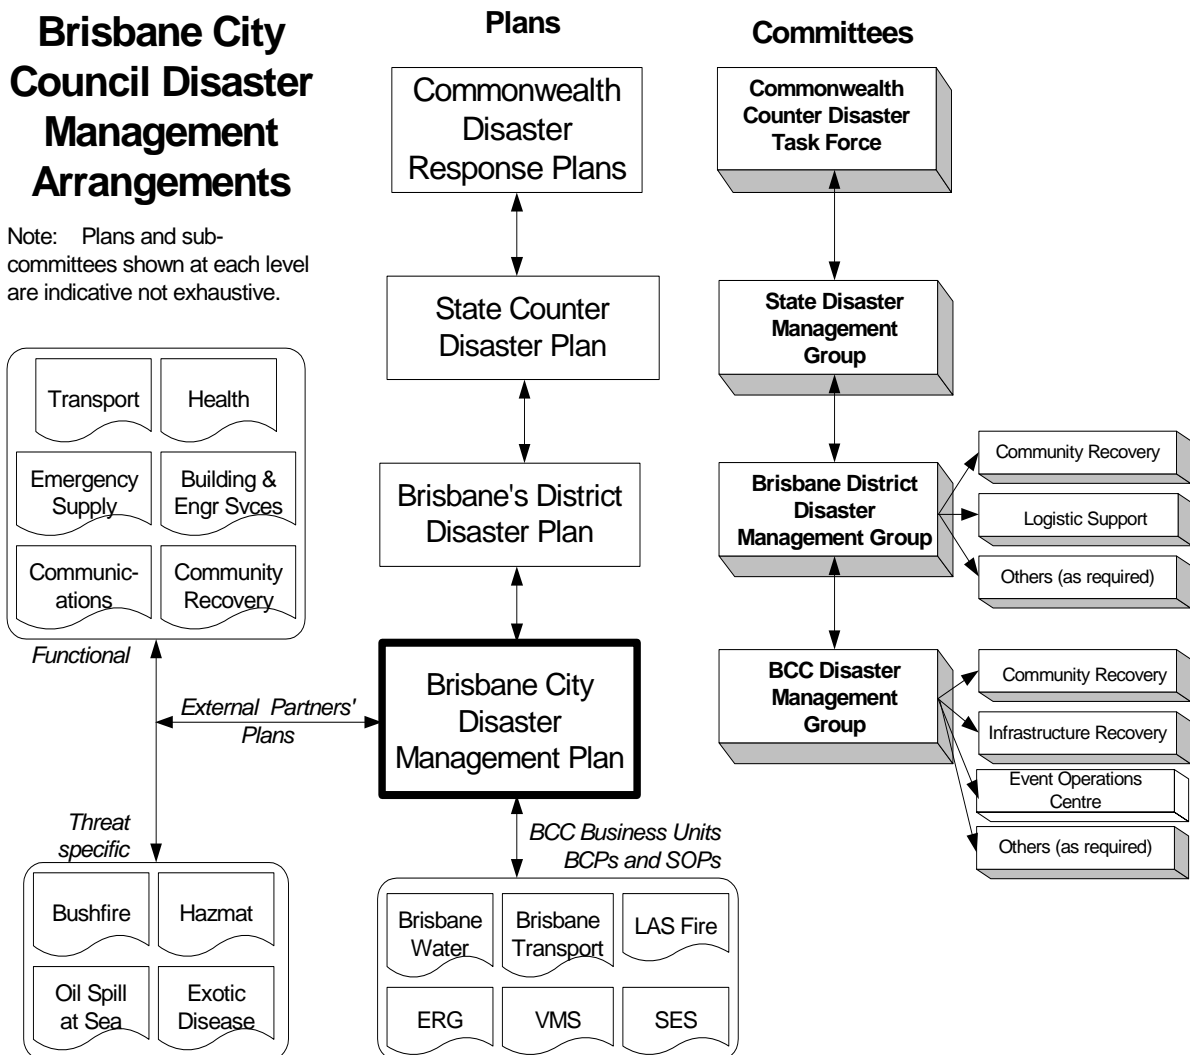 Brisbane City
Council Disaster
Management
Arrangements
Note: Plans and sub-
committees shown at each level
are indicative not exhaustive.
Plans
Committees
Commonwealth
Disaster
Response Plans
Commonwealth
Counter Disaster
Task Force
State Counter
Disaster Plan
State Disaster
Management
Group
Transport
Health
Emergency
Supply
Building &
Engr Svces
Communic-
ations
Community
Recovery
Functional
Brisbane's District
Disaster Plan
Brisbane District
Disaster
Management Group
Community Recovery
Logistic Support
Others (as required)
External Partners'
Plans
Brisbane City
Disaster
Management Plan
BCC Disaster
Management
Group
Community Recovery
Infrastructure Recovery
Event Operations
Centre
Others (as required)
Threat
specific
Bushfire
Hazmat
Oil Spill
at Sea
Exotic
Disease
BCC Business Units
BCPs and SOPs
Brisbane
Water
Brisbane
Transport
LAS Fire
ERG
VMS
SES